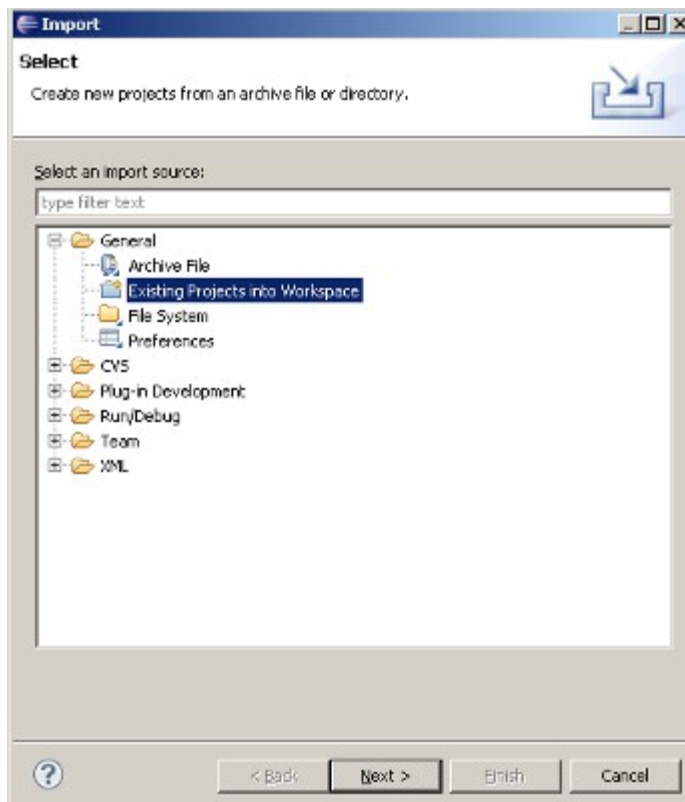 Import
Select
Create new projects from an archive file or directory.
Select an import source:
type filter text
General
Archive File
Existing Projects into Workspace
File System
Preferences
CVS
Plug-in Development
Run/Debug
Team
XML
?
< Back
Next >
Finish
Cancel